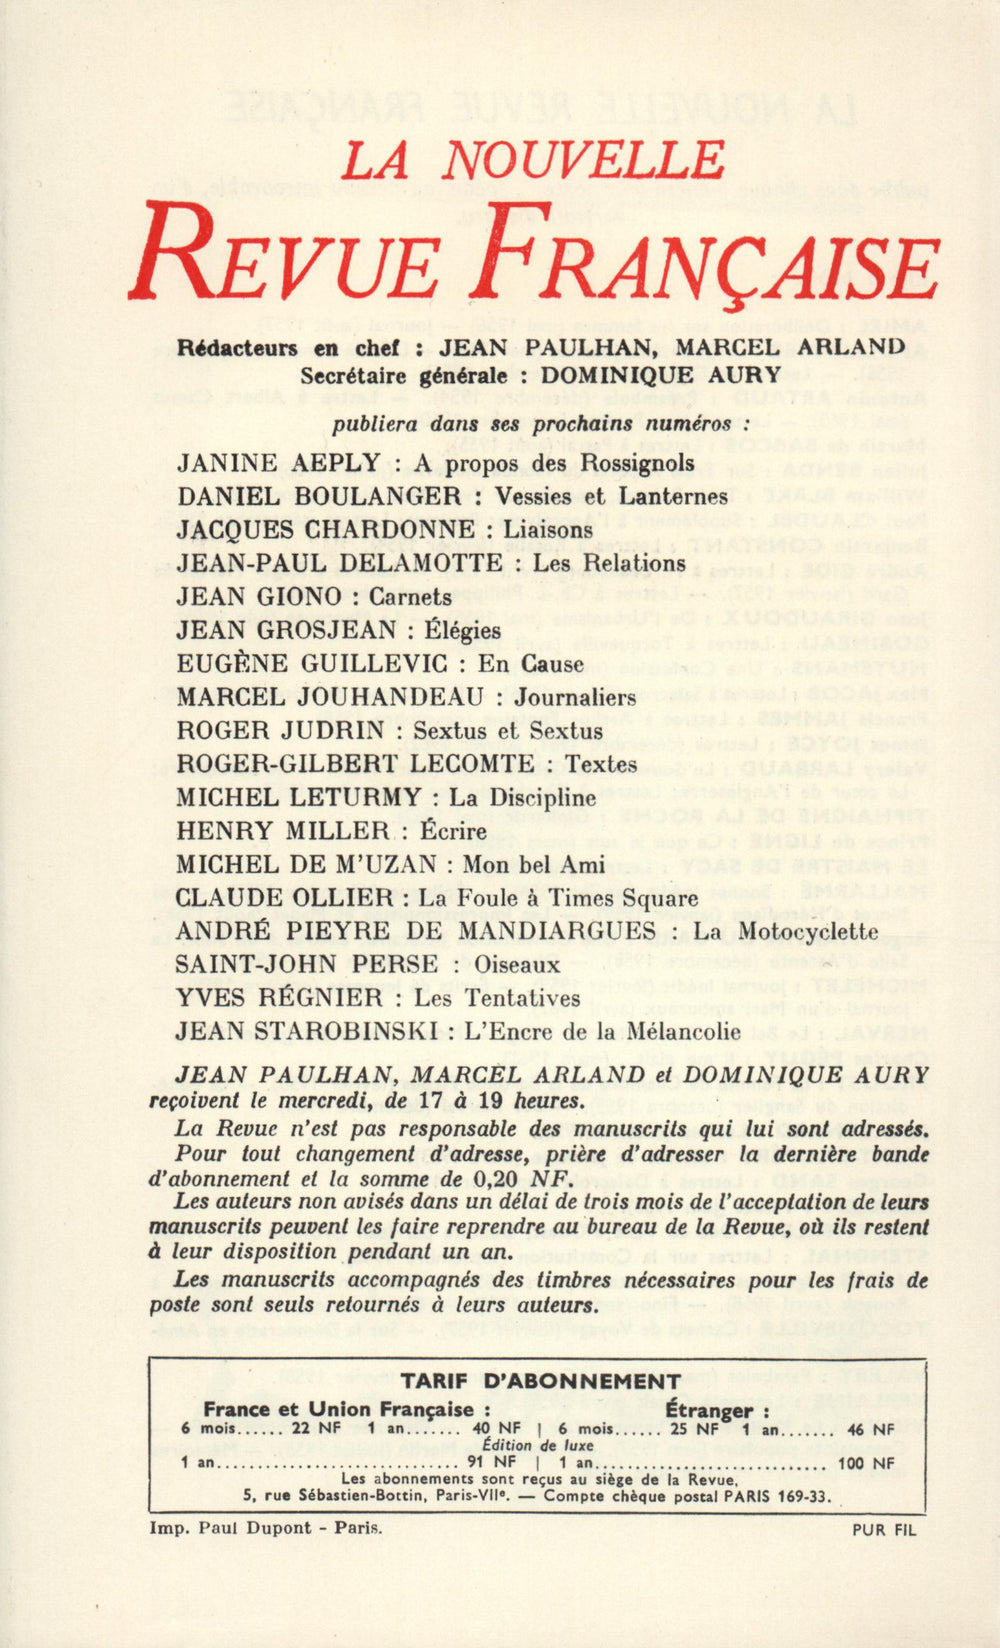 LA NOUVELLE
REVUE FRANÇAISE
Rédacteurs en chef : JEAN PAULHAN, MARCEL ARLAND
Secrétaire générale : DOMINIQUE AURY
publiera dans ses prochains numéros :
JANINE AEPLY : A propos des Rossignols
DANIEL BOULANGER : Vessies et Lanternes
JACQUES CHARDONNE : Liaisons
JEAN-PAUL DELAMOTTE : Les Relations
JEAN GIONO : Carnets
JEAN GROSJEAN : Élégies
EUGÈNE GUILLEVIC : En Cause
MARCEL JOUHANDEAU : Journaliers
ROGER JUDRIN : Sextus et Sextus
ROGER-GILBERT LECOMTE : Textes
MICHEL LETURMY : La Discipline
HENRY MILLER : Écrire
MICHEL DE M'UZAN : Mon bel Ami
CLAUDE OLLIER : La Foule à Times Square
ANDRÉ PIEYRE DE MANDIARGUES : La Motocyclette
SAINT-JOHN PERSE : Oiseaux
YVES RÉGNIER : Les Tentatives
JEAN STAROBINSKI : L'Encre de la Mélancolie
JEAN PAULHAN, MARCEL ARLAND et DOMINIQUE AURY
reçoivent le mercredi, de 17 à 19 heures.
La Revue n'est pas responsable des manuscrits qui lui sont adressés.
Pour tout changement d'adresse, prière d'adresser la dernière bande
d'abonnement et la somme de 0,20 NF.
Les auteurs non avisés dans un délai de trois mois de l'acceptation de leurs
manuscrits peuvent les faire reprendre au bureau de la Revue, où ils restent
à leur disposition pendant un an.
Les manuscrits accompagnés des timbres nécessaires pour les frais de
poste sont seuls retournés à leurs auteurs.
TARIF D'ABONNEMENT
France et Union Française : Étranger :
6 mois...... 22 NF 1 an....... 40 NF | 6 mois...... 25 NF 1 an....... 46 NF
Édition de luxe
1 an............................. 91 NF | 1 an............................ 100 NF
Les abonnements sont reçus au siège de la Revue,
5, rue Sébastien-Bottin, Paris-VIIe. — Compte chèque postal PARIS 169-33.
Imp. Paul Dupont - Paris. PUR FIL